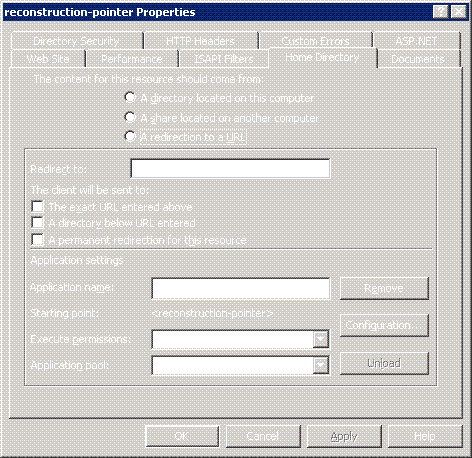 reconstruction-pointer Properties
Directory Security HTTP Headers Custom Errors ASP.NET
Web Site Performance ISAPI Filters Home Directory Documents
The content for this resource should come from:
A directory located on this computer
A share located on another computer
A redirection to a URL
Redirect to:
The client will be sent to:
The exact URL entered above
A directory below URL entered
A permanent redirection for this resource
Application settings
Application name: Remove
Starting point: <reconstruction-pointer>
Configuration...
Execute permissions:
Application pool: Unload
OK Cancel Apply Help